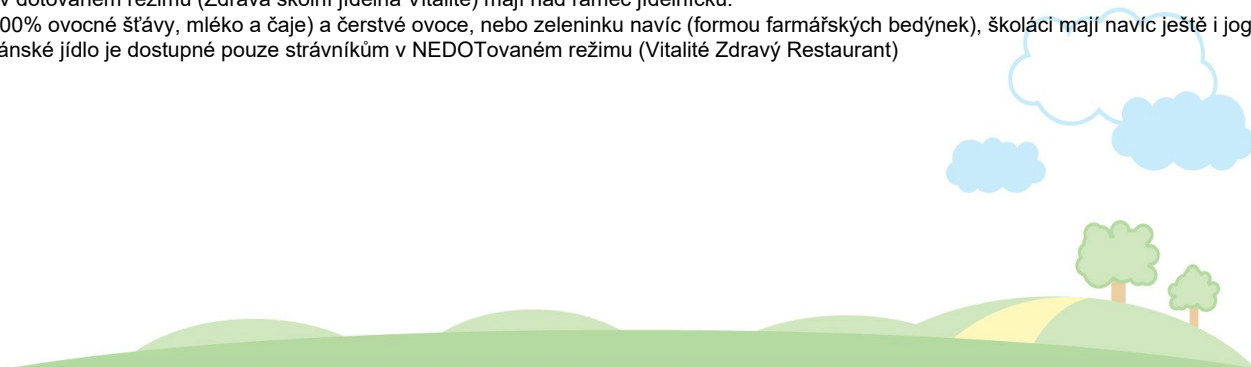 v dotovaném režimu (Zdravá školní jídelna Vitalité) mají nad rámec jídelníčku:
00% ovocné šťávy, mléko a čaje) a čerstvé ovoce, nebo zeleninku navíc (formou farmářských bedýnek), školáci mají navíc ještě i jog
ánské jídlo je dostupné pouze strávníkům v NEDOTovaném režimu (Vitalité Zdravý Restaurant)